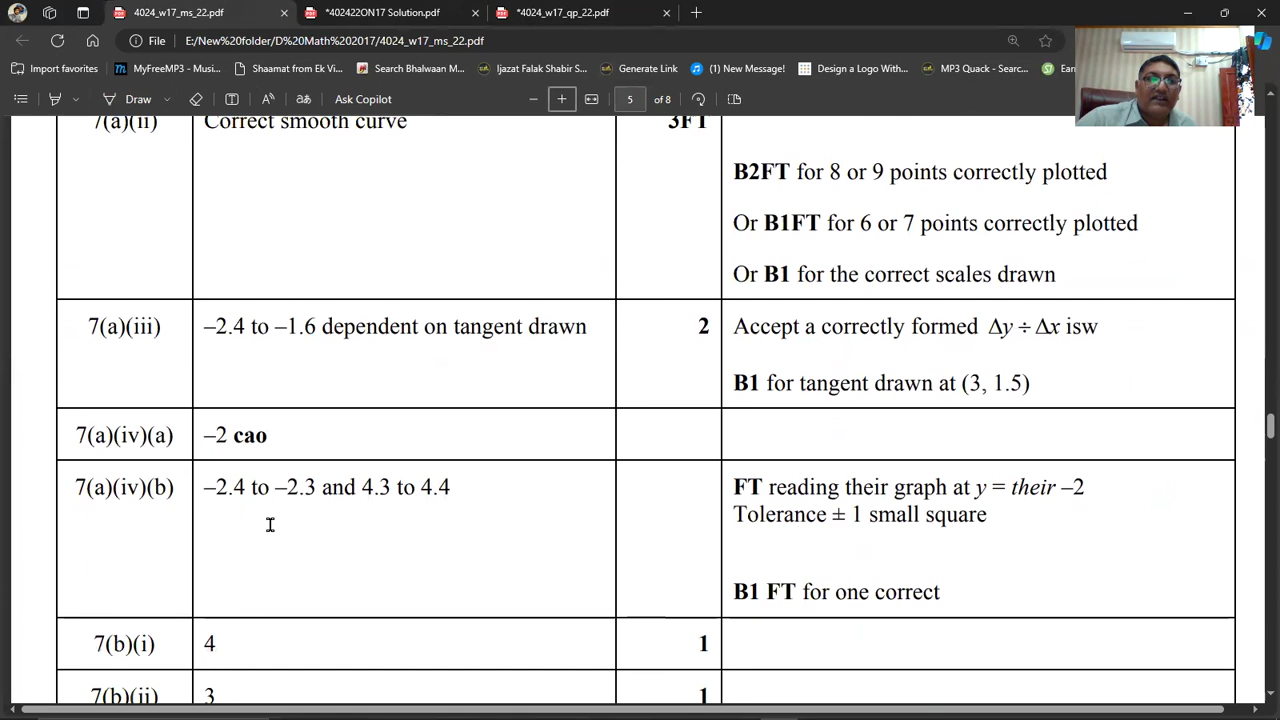 4024_w17_ms_22.pdf
*402422ON17 Solution.pdf
*4024_w17_qp_22.pdf
File
E:/New%20folder/D%20Math%202017/4024_w17_ms_22.pdf
Import favorites
MyFreeMP3 - Musi...
Shaamat from Ek Vi...
Search Bhalwaan M...
Ijazat Falak Shabir S...
Generate Link
(1) New Message!
Design a Logo With...
MP3 Quack - Searc...
Draw
Ask Copilot
5 of 8
7(a)(ii) Correct smooth curve 3FT
B2FT for 8 or 9 points correctly plotted
Or B1FT for 6 or 7 points correctly plotted
Or B1 for the correct scales drawn
7(a)(iii) –2.4 to –1.6 dependent on tangent drawn 2 Accept a correctly formed Δy ÷ Δx isw
B1 for tangent drawn at (3, 1.5)
7(a)(iv)(a) –2 cao
7(a)(iv)(b) –2.4 to –2.3 and 4.3 to 4.4 FT reading their graph at y = their –2
Tolerance ± 1 small square
B1 FT for one correct
7(b)(i) 4 1
7(b)(ii) 3 1